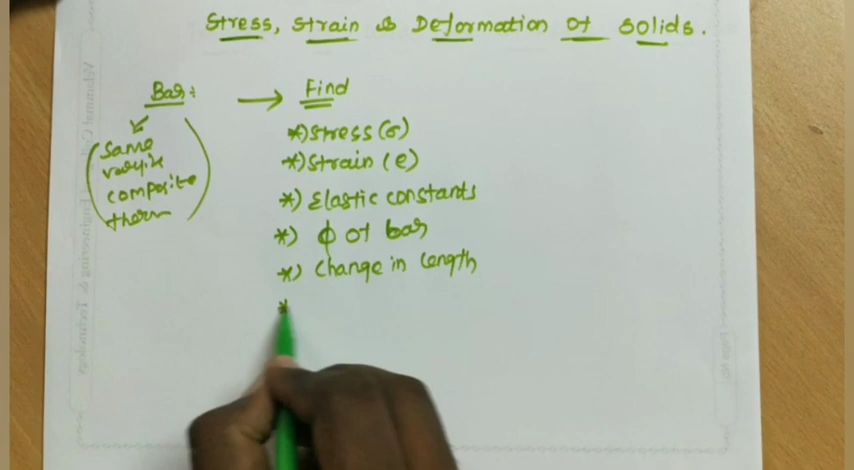 Stress, Strain & Deformation of solids.
Bar:
same
varying
composite
therm
→ Find
*) stress (σ)
*) strain (e)
*) Elastic constants
*) ϕ of bar
*) change in length
*